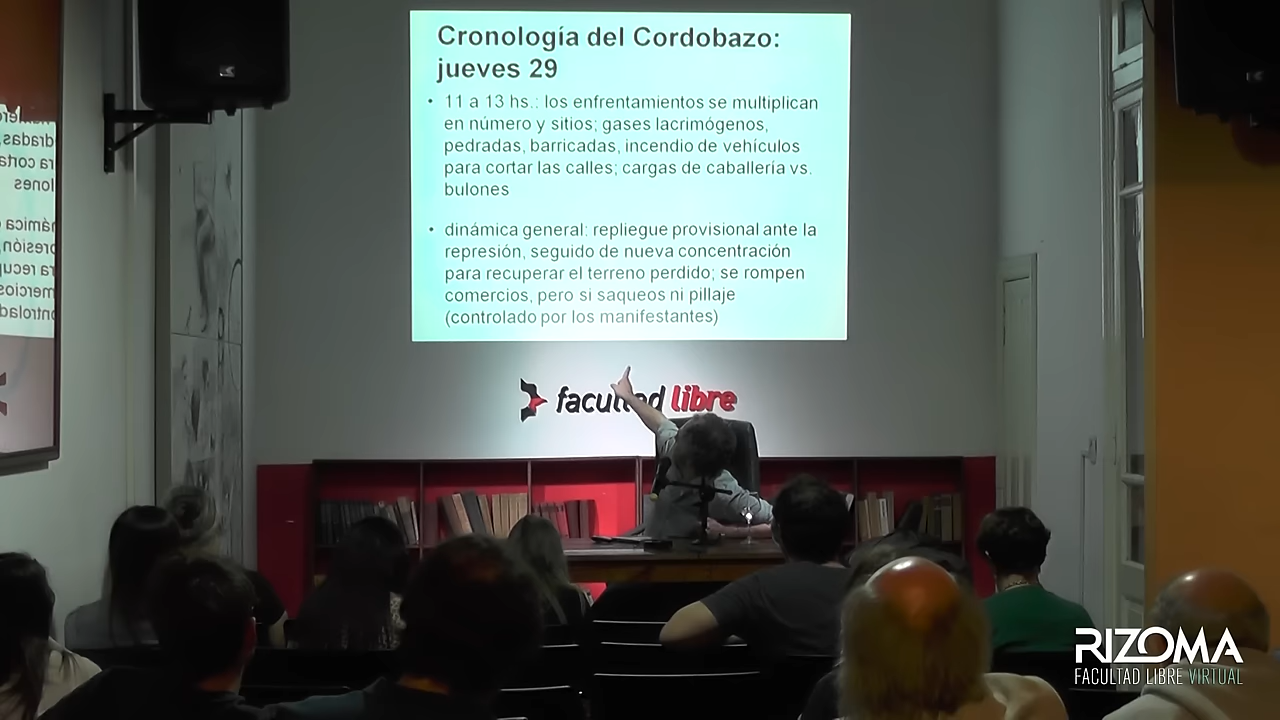 Cronología del Cordobazo:
jueves 29
• 11 a 13 hs.: los enfrentamientos se multiplican
en número y sitios; gases lacrimógenos,
pedradas, barricadas, incendio de vehículos
para cortar las calles; cargas de caballería vs.
bulones
• dinámica general: repliegue provisional ante la
represión, seguido de nueva concentración
para recuperar el terreno perdido; se rompen
comercios, pero si saqueos ni pillaje
(controlado por los manifestantes)
facultad libre
RIZOMA
FACULTAD LIBRE VIRTUAL